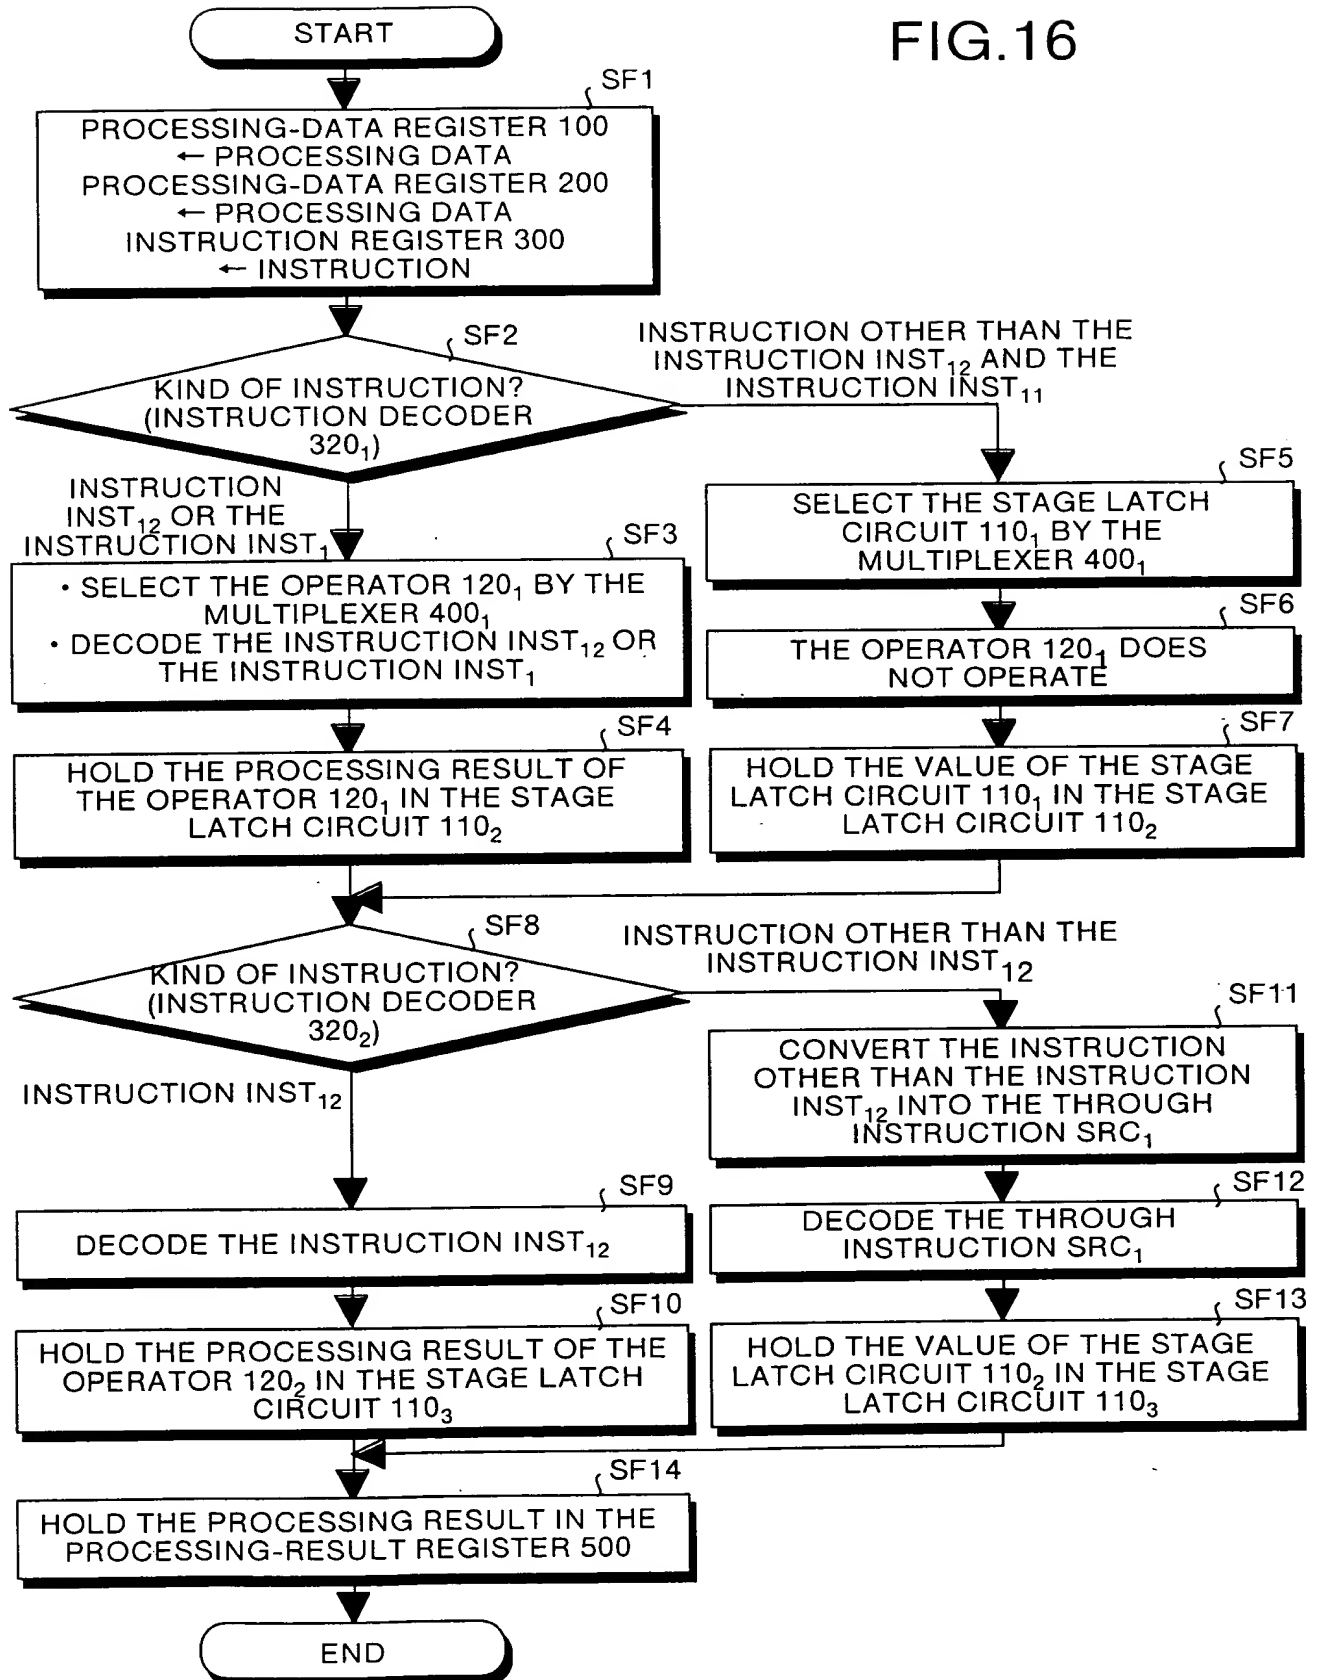 FIG.16
START
SF1
PROCESSING-DATA REGISTER 100
← PROCESSING DATA
PROCESSING-DATA REGISTER 200
← PROCESSING DATA
INSTRUCTION REGISTER 300
← INSTRUCTION
SF2
KIND OF INSTRUCTION?
(INSTRUCTION DECODER
320₁)
INSTRUCTION OTHER THAN THE
INSTRUCTION INST₁₂ AND THE
INSTRUCTION INST₁₁
INSTRUCTION
INST₁₂ OR THE
INSTRUCTION INST₁
SF3
・SELECT THE OPERATOR 120₁ BY THE
MULTIPLEXER 400₁
・DECODE THE INSTRUCTION INST₁₂ OR
THE INSTRUCTION INST₁
SF4
HOLD THE PROCESSING RESULT OF
THE OPERATOR 120₁ IN THE STAGE
LATCH CIRCUIT 110₂
SF5
SELECT THE STAGE LATCH
CIRCUIT 110₁ BY THE
MULTIPLEXER 400₁
SF6
THE OPERATOR 120₁ DOES
NOT OPERATE
SF7
HOLD THE VALUE OF THE STAGE
LATCH CIRCUIT 110₁ IN THE STAGE
LATCH CIRCUIT 110₂
SF8
KIND OF INSTRUCTION?
(INSTRUCTION DECODER
320₂)
INSTRUCTION OTHER THAN THE
INSTRUCTION INST₁₂
INSTRUCTION INST₁₂
SF9
DECODE THE INSTRUCTION INST₁₂
SF10
HOLD THE PROCESSING RESULT OF THE
OPERATOR 120₂ IN THE STAGE LATCH
CIRCUIT 110₃
SF11
CONVERT THE INSTRUCTION
OTHER THAN THE INSTRUCTION
INST₁₂ INTO THE THROUGH
INSTRUCTION SRC₁
SF12
DECODE THE THROUGH
INSTRUCTION SRC₁
SF13
HOLD THE VALUE OF THE STAGE
LATCH CIRCUIT 110₂ IN THE STAGE
LATCH CIRCUIT 110₃
SF14
HOLD THE PROCESSING RESULT IN THE
PROCESSING-RESULT REGISTER 500
END